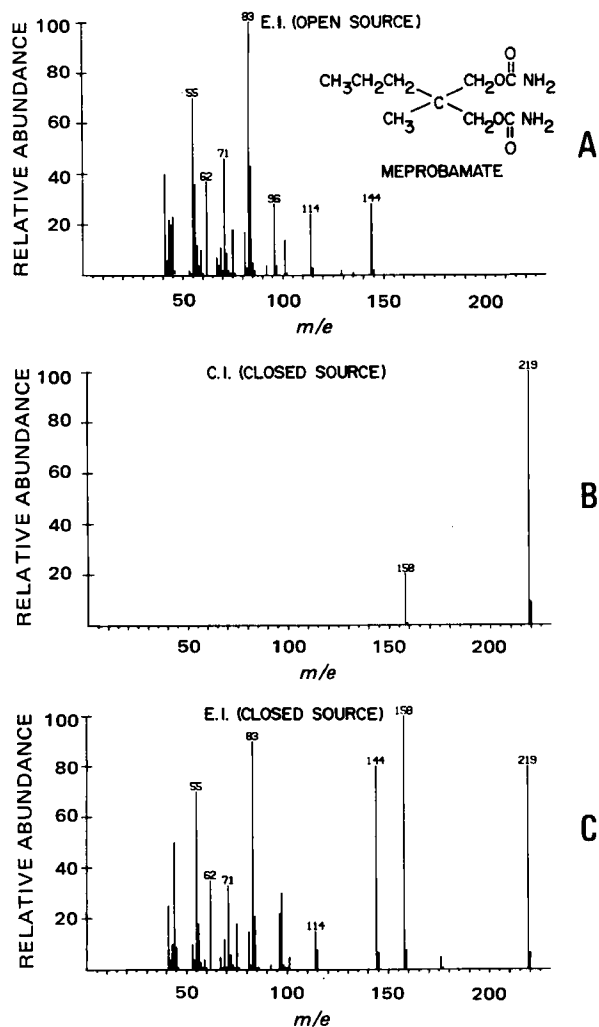 E.I. (OPEN SOURCE)
RELATIVE ABUNDANCE
100
80
60
40
20
83
55
62
71
96
114
144
O
CH3CH2CH2 CH2OC NH2
C
CH3 CH2OC NH2
O
MEPROBAMATE
A
50 100 150 200
m/e
C.I. (CLOSED SOURCE)
RELATIVE ABUNDANCE
100
80
60
40
20
158
219
B
50 100 150 200
m/e
E.I. (CLOSED SOURCE)
RELATIVE ABUNDANCE
100
80
60
40
20
55
62
71
83
114
144
158
219
C
50 100 150 200
m/e